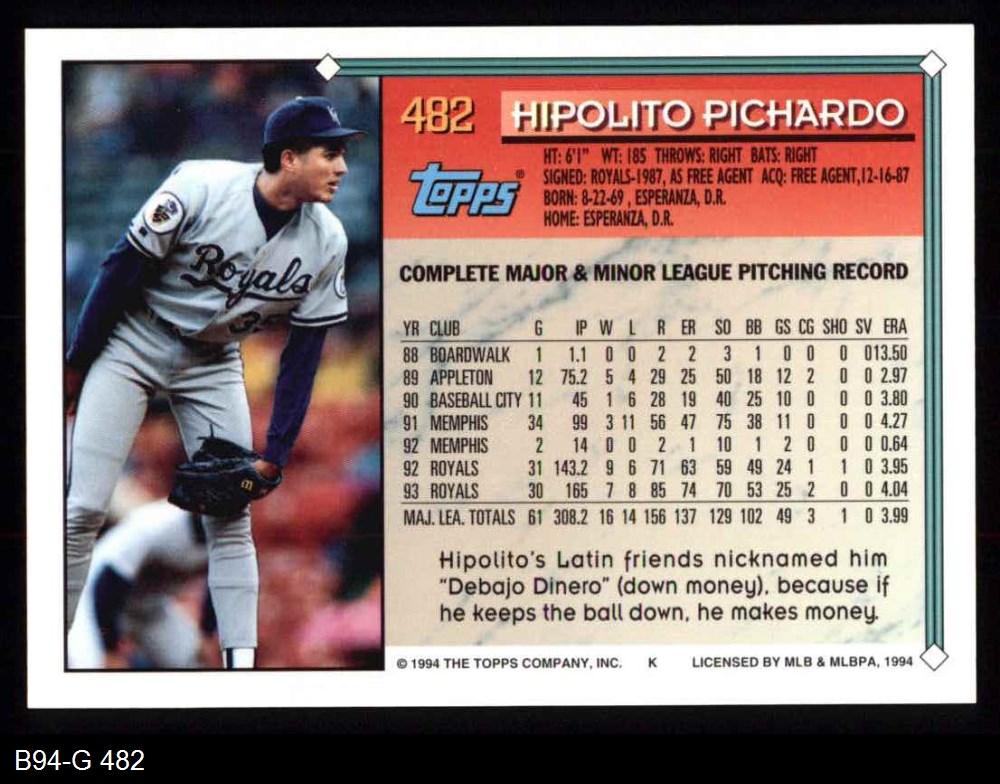 482 HIPOLITO PICHARDO
Topps®
HT: 6'1" WT: 185 THROWS: RIGHT BATS: RIGHT
SIGNED: ROYALS-1987, AS FREE AGENT ACQ: FREE AGENT,12-16-87
BORN: 8-22-69 , ESPERANZA, D.R.
HOME: ESPERANZA, D.R.
Royals
COMPLETE MAJOR & MINOR LEAGUE PITCHING RECORD
YR CLUB G IP W L R ER SO BB GS CG SHO SV ERA
88 BOARDWALK 1 1.1 0 0 2 2 3 1 0 0 0 013.50
89 APPLETON 12 75.2 5 4 29 25 50 18 12 2 0 0 2.97
90 BASEBALL CITY 11 45 1 6 28 19 40 25 10 0 0 0 3.80
91 MEMPHIS 34 99 3 11 56 47 75 38 11 0 0 0 4.27
92 MEMPHIS 2 14 0 0 2 1 10 1 2 0 0 0 0.64
92 ROYALS 31 143.2 9 6 71 63 59 49 24 1 1 0 3.95
93 ROYALS 30 165 7 8 85 74 70 53 25 2 0 0 4.04
MAJ. LEA. TOTALS 61 308.2 16 14 156 137 129 102 49 3 1 0 3.99
Hipolito's Latin friends nicknamed him
"Debajo Dinero" (down money), because if
he keeps the ball down, he makes money.
© 1994 THE TOPPS COMPANY, INC. K LICENSED BY MLB & MLBPA, 1994
B94-G 482